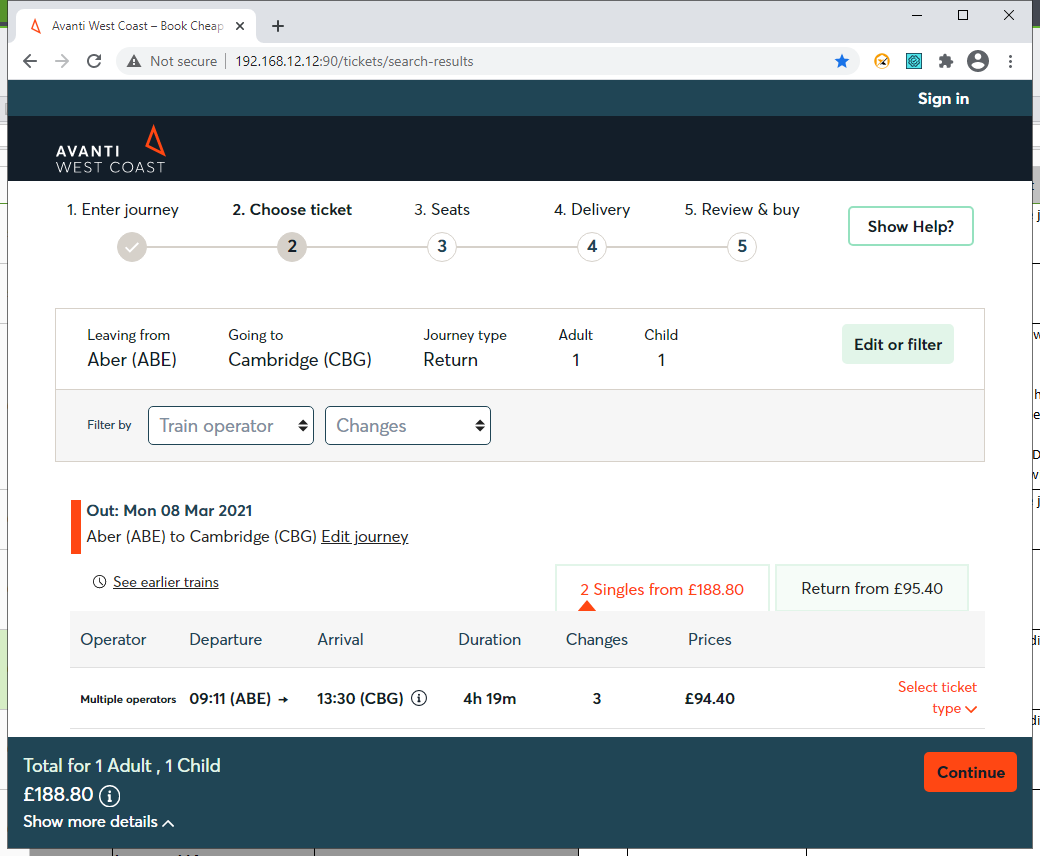 Avanti West Coast – Book Cheap
Not secure 192.168.12.12:90/tickets/search-results
Sign in
AVANTI
WEST COAST
1. Enter journey 2. Choose ticket 3. Seats 4. Delivery 5. Review & buy
Show Help?
2 3 4 5
Leaving from Going to Journey type Adult Child
Aber (ABE) Cambridge (CBG) Return 1 1
Edit or filter
Filter by Train operator Changes
Out: Mon 08 Mar 2021
Aber (ABE) to Cambridge (CBG) Edit journey
See earlier trains
2 Singles from £188.80 Return from £95.40
Operator Departure Arrival Duration Changes Prices
Multiple operators 09:11 (ABE) → 13:30 (CBG) 4h 19m 3 £94.40
Select ticket
type
Total for 1 Adult , 1 Child
£188.80
Show more details
Continue